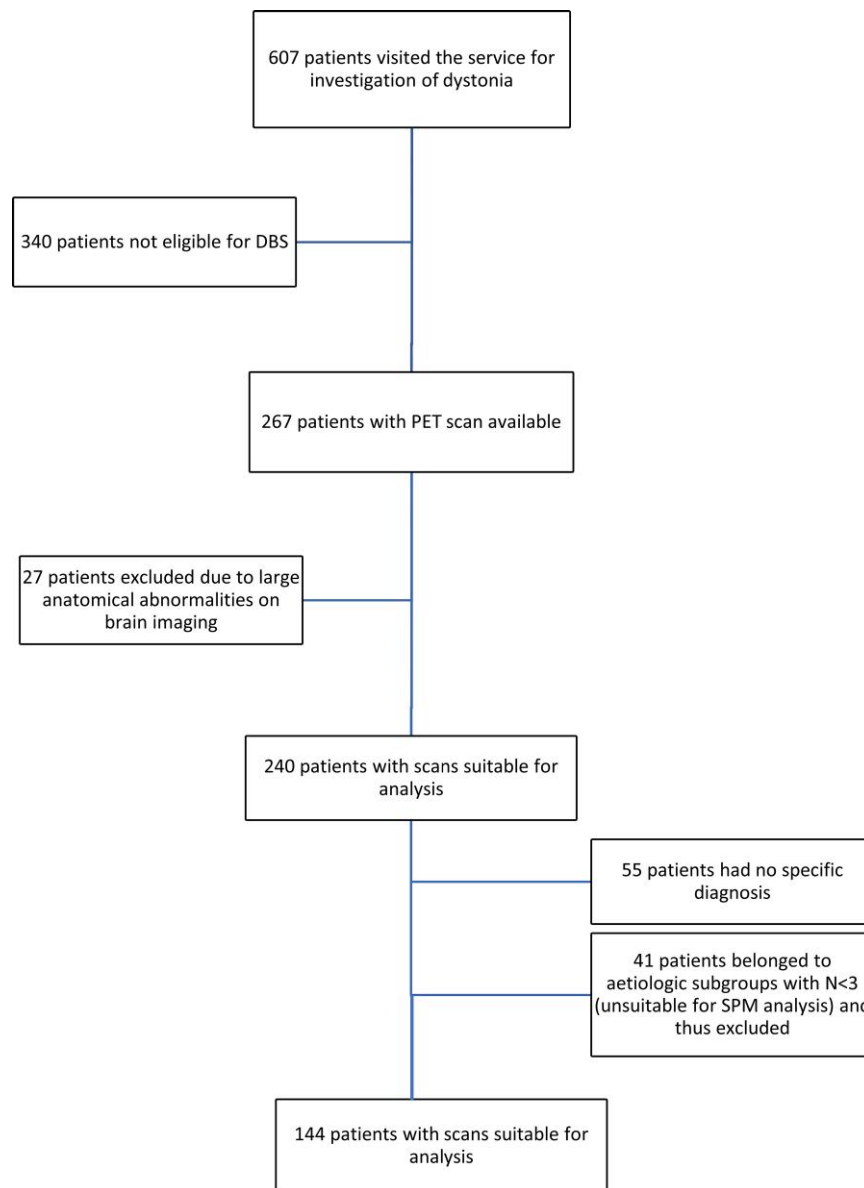 607 patients visited the service for
investigation of dystonia
340 patients not eligible for DBS
267 patients with PET scan available
27 patients excluded due to large
anatomical abnormalities on
brain imaging
240 patients with scans suitable for
analysis
55 patients had no specific
diagnosis
41 patients belonged to
aetiologic subgroups with N<3
(unsuitable for SPM analysis) and
thus excluded
144 patients with scans suitable for
analysis